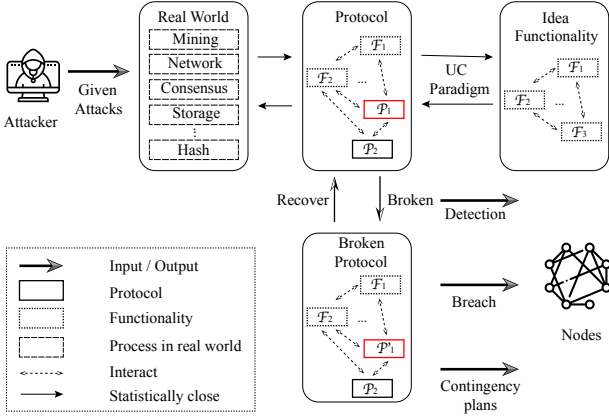 Real World
Mining
Network
Consensus
Storage
⋮
Hash
Attacker
Given
Attacks
Protocol
F₁
F₂
...
P₁
P₂
UC
Paradigm
Idea
Functionality
F₁
F₂
...
F₃
Recover
Broken
Detection
Broken
Protocol
F₁
F₂
...
P'₁
P₂
Breach
Contingency
plans
Nodes
Input / Output
Protocol
Functionality
Process in real world
Interact
Statistically close